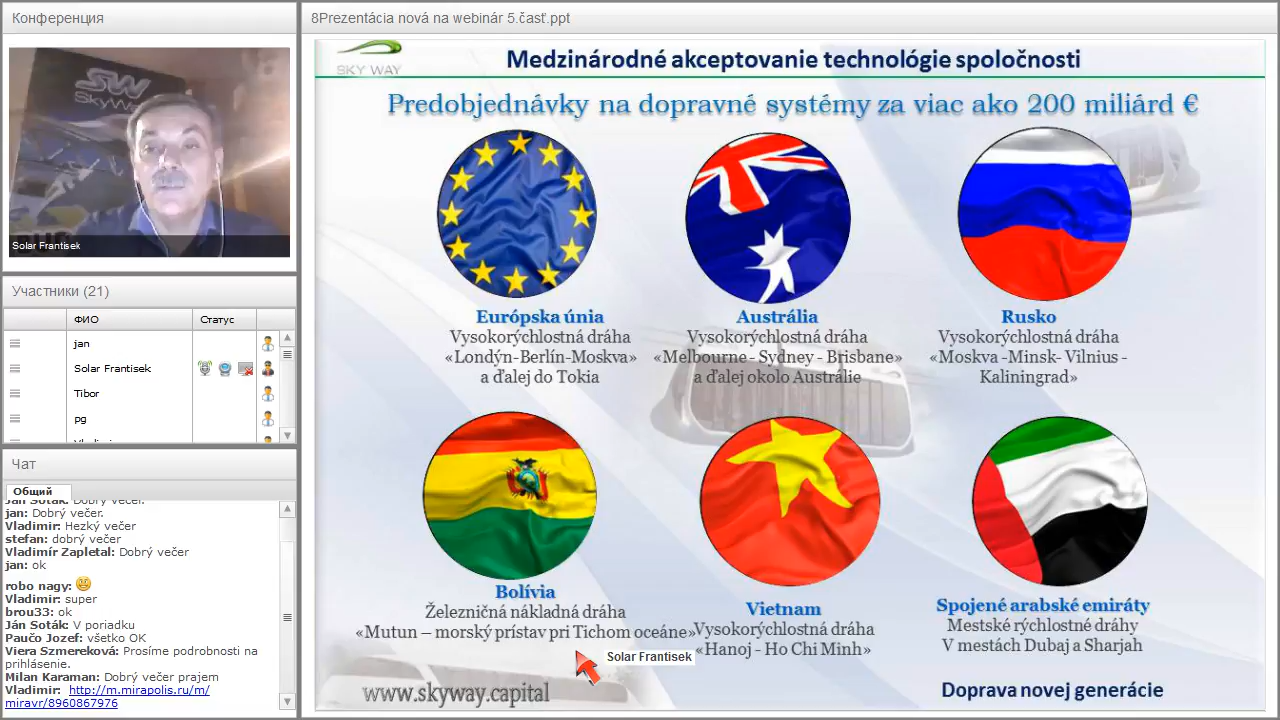 Конференция
SW
SkyWay
Solar Frantisek
Участники (21)
ФИО
Статус
jan
Solar Frantisek
Tibor
pg
Чат
Общий
Ján Soták: Dobrý večer.
jan: Dobrý večer.
Vladimir: Hezký večer
stefan: dobrý večer
Vladimír Zapletal: Dobrý večer
jan: ok
robo nagy:
Vladimir: super
brou33: ok
Ján Soták: V poriadku
Paučo Jozef: všetko OK
Viera Szmereková: Prosíme podrobnosti na
prihlásenie.
Milan Karaman: Dobrý večer prajem
Vladimir: http://m.mirapolis.ru/m/
miravr/8960867976
8Prezentácia nová na webinár 5.časť.ppt
SKY WAY
Medzinárodné akceptovanie technológie spoločnosti
Predobjednávky na dopravné systémy za viac ako 200 miliárd €
Európska únia
Vysokorýchlostná dráha
«Londýn-Berlín-Moskva»
a ďalej do Tokia
Austrália
Vysokorýchlostná dráha
«Melbourne - Sydney - Brisbane»
a ďalej okolo Austrálie
Rusko
Vysokorýchlostná dráha
«Moskva -Minsk- Vilnius -
Kaliningrad»
Bolívia
Železničná nákladná dráha
«Mutun – morský prístav pri Tichom oceáne»
Vietnam
Vysokorýchlostná dráha
«Hanoj - Ho Chi Minh»
Spojené arabské emiráty
Mestské rýchlostné dráhy
V mestách Dubaj a Sharjah
Solar Frantisek
www.skyway.capital
Doprava novej generácie